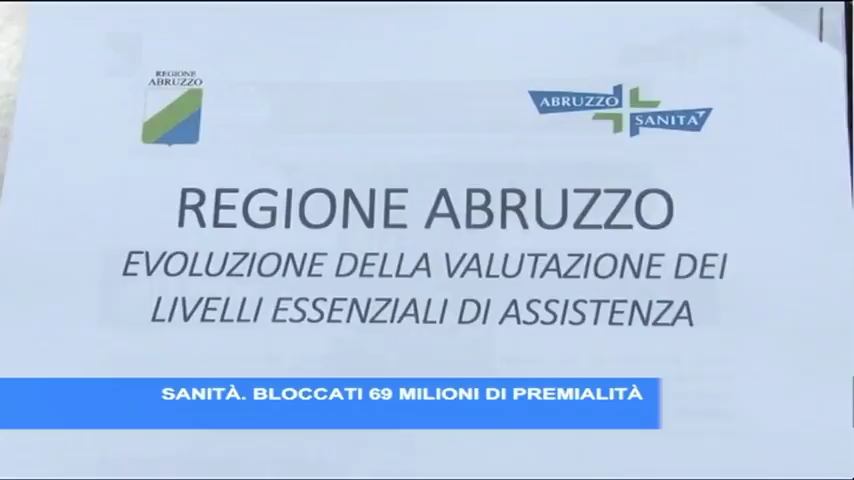 REGIONE
ABRUZZO
ABRUZZO
SANITÀ
REGIONE ABRUZZO
EVOLUZIONE DELLA VALUTAZIONE DEI
LIVELLI ESSENZIALI DI ASSISTENZA
SANITÀ. BLOCCATI 69 MILIONI DI PREMIALITÀ